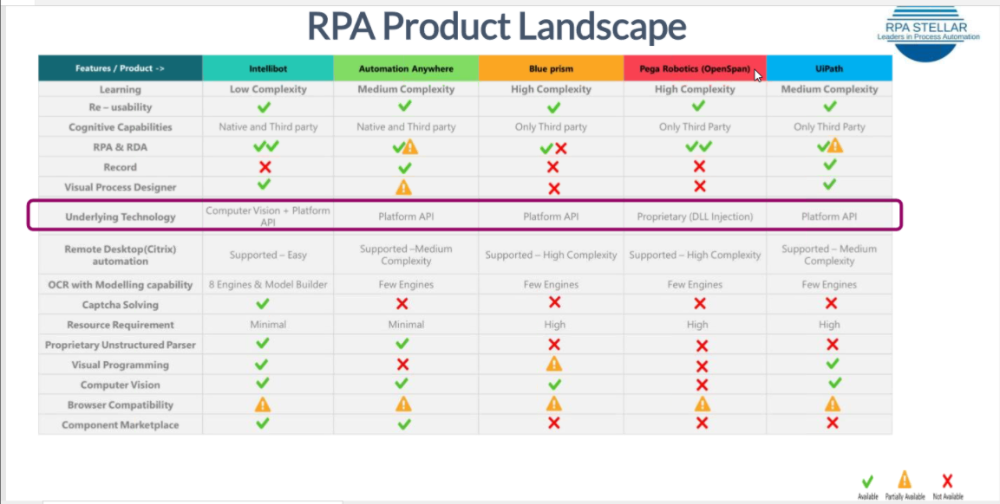 RPA Product Landscape
RPA STELLAR
Leaders in Process Automation
Features / Product -> Intellibot Automation Anywhere Blue prism Pega Robotics (OpenSpan) UiPath
Learning Low Complexity Medium Complexity High Complexity High Complexity Medium Complexity
Re – usability
Cognitive Capabilities Native and Third party Native and Third party Only Third party Only Third Party Only Third Party
RPA & RDA
Record
Visual Process Designer
Underlying Technology Computer Vision + Platform API Platform API Platform API Proprietary (DLL Injection) Platform API
Remote Desktop(Citrix) automation Supported – Easy Supported –Medium Complexity Supported – High Complexity Supported – High Complexity Supported – Medium Complexity
OCR with Modelling capability 8 Engines & Model Builder Few Engines Few Engines Few Engines Few Engines
Captcha Solving
Resource Requirement Minimal Minimal High High High
Proprietary Unstructured Parser
Visual Programming
Computer Vision
Browser Compatibility
Component Marketplace
Available Partially Available Not Available